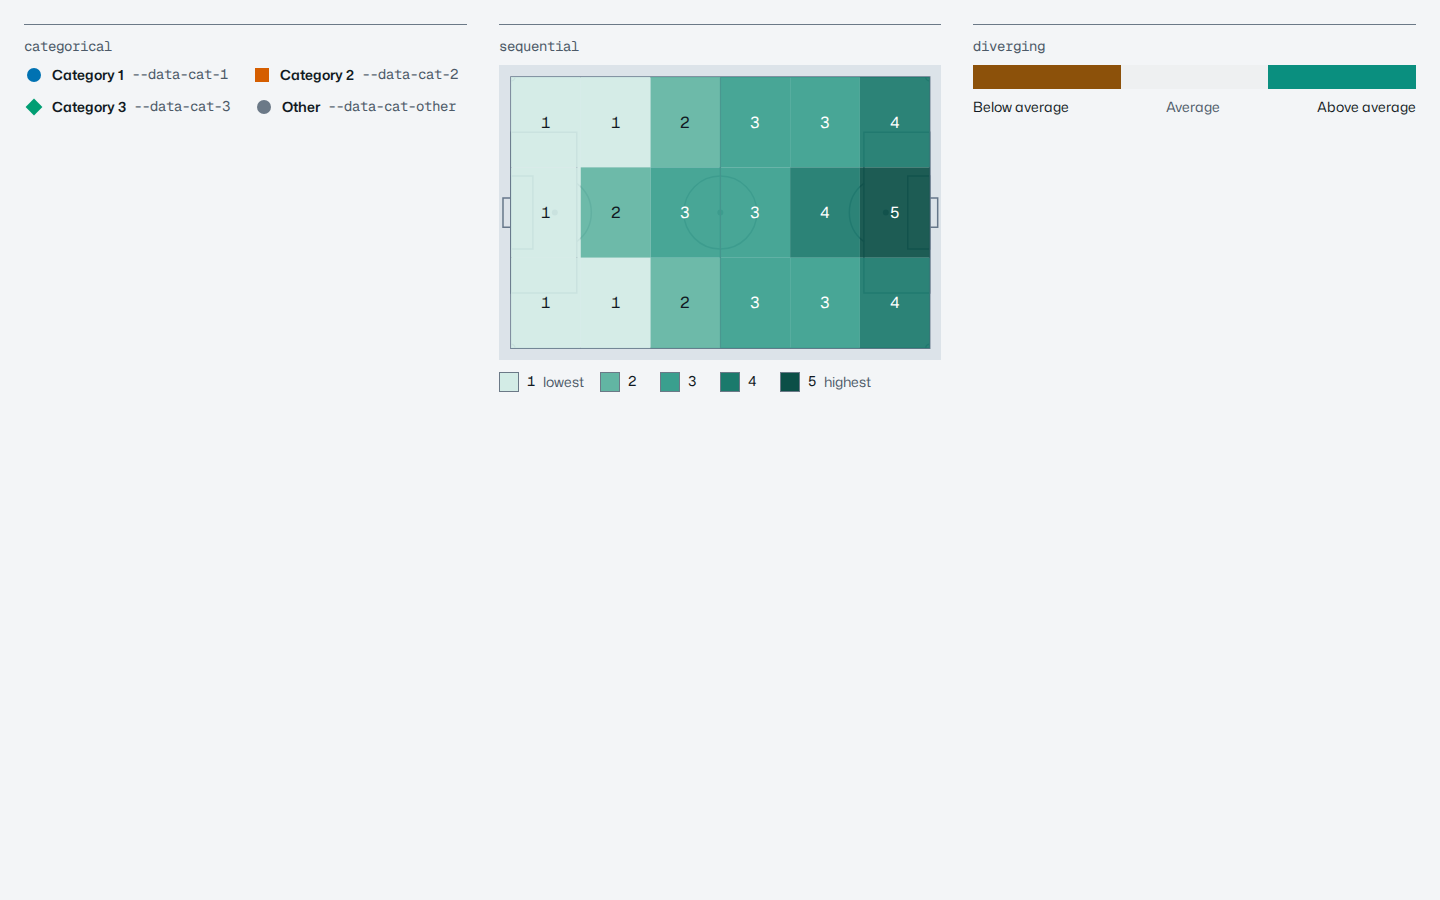 categorical
Category 1 --data-cat-1
Category 2 --data-cat-2
Category 3 --data-cat-3
Other --data-cat-other
sequential
1 1 2 3 3 4
1 2 3 3 4 5
1 1 2 3 3 4
1 lowest 2 3 4 5 highest
diverging
Below average Average Above average